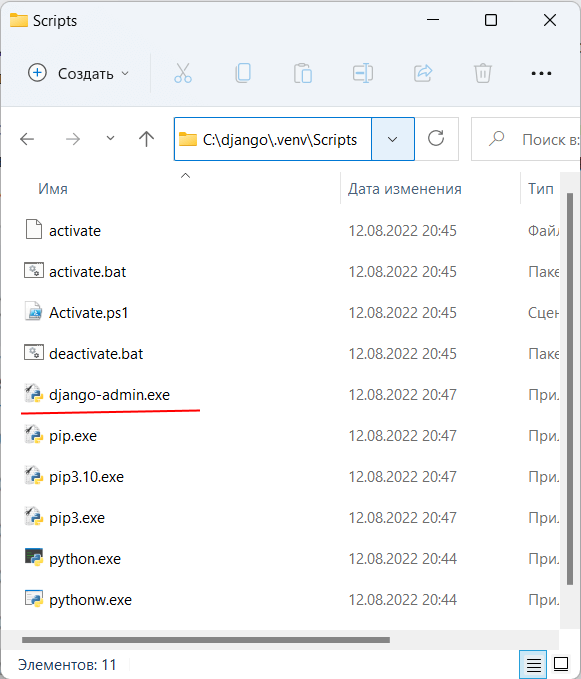 Scripts
Создать
C:\django\.venv\Scripts
Поиск в:
Имя Дата изменения Тип
activate 12.08.2022 20:45 Файл
activate.bat 12.08.2022 20:45 Паке
Activate.ps1 12.08.2022 20:45 Сцен
deactivate.bat 12.08.2022 20:45 Паке
django-admin.exe 12.08.2022 20:47 При.
pip.exe 12.08.2022 20:47 При.
pip3.10.exe 12.08.2022 20:47 При.
pip3.exe 12.08.2022 20:47 При.
python.exe 12.08.2022 20:44 При.
pythonw.exe 12.08.2022 20:44 При.
Элементов: 11